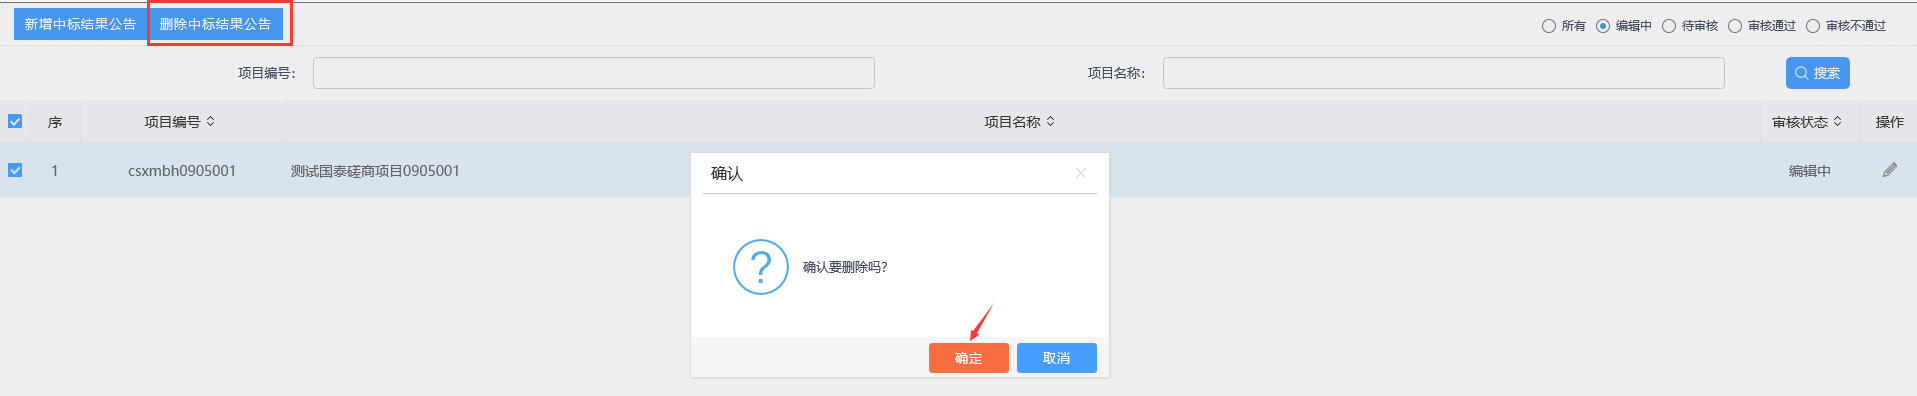 新增中标结果公告 删除中标结果公告 所有 编辑中 待审核 审核通过 审核不通过
项目编号: 项目名称: 搜索
序 项目编号 项目名称 审核状态 操作
1 csxmbh0905001 测试国泰磋商项目0905001 编辑中
确认
确认要删除吗?
确定 取消